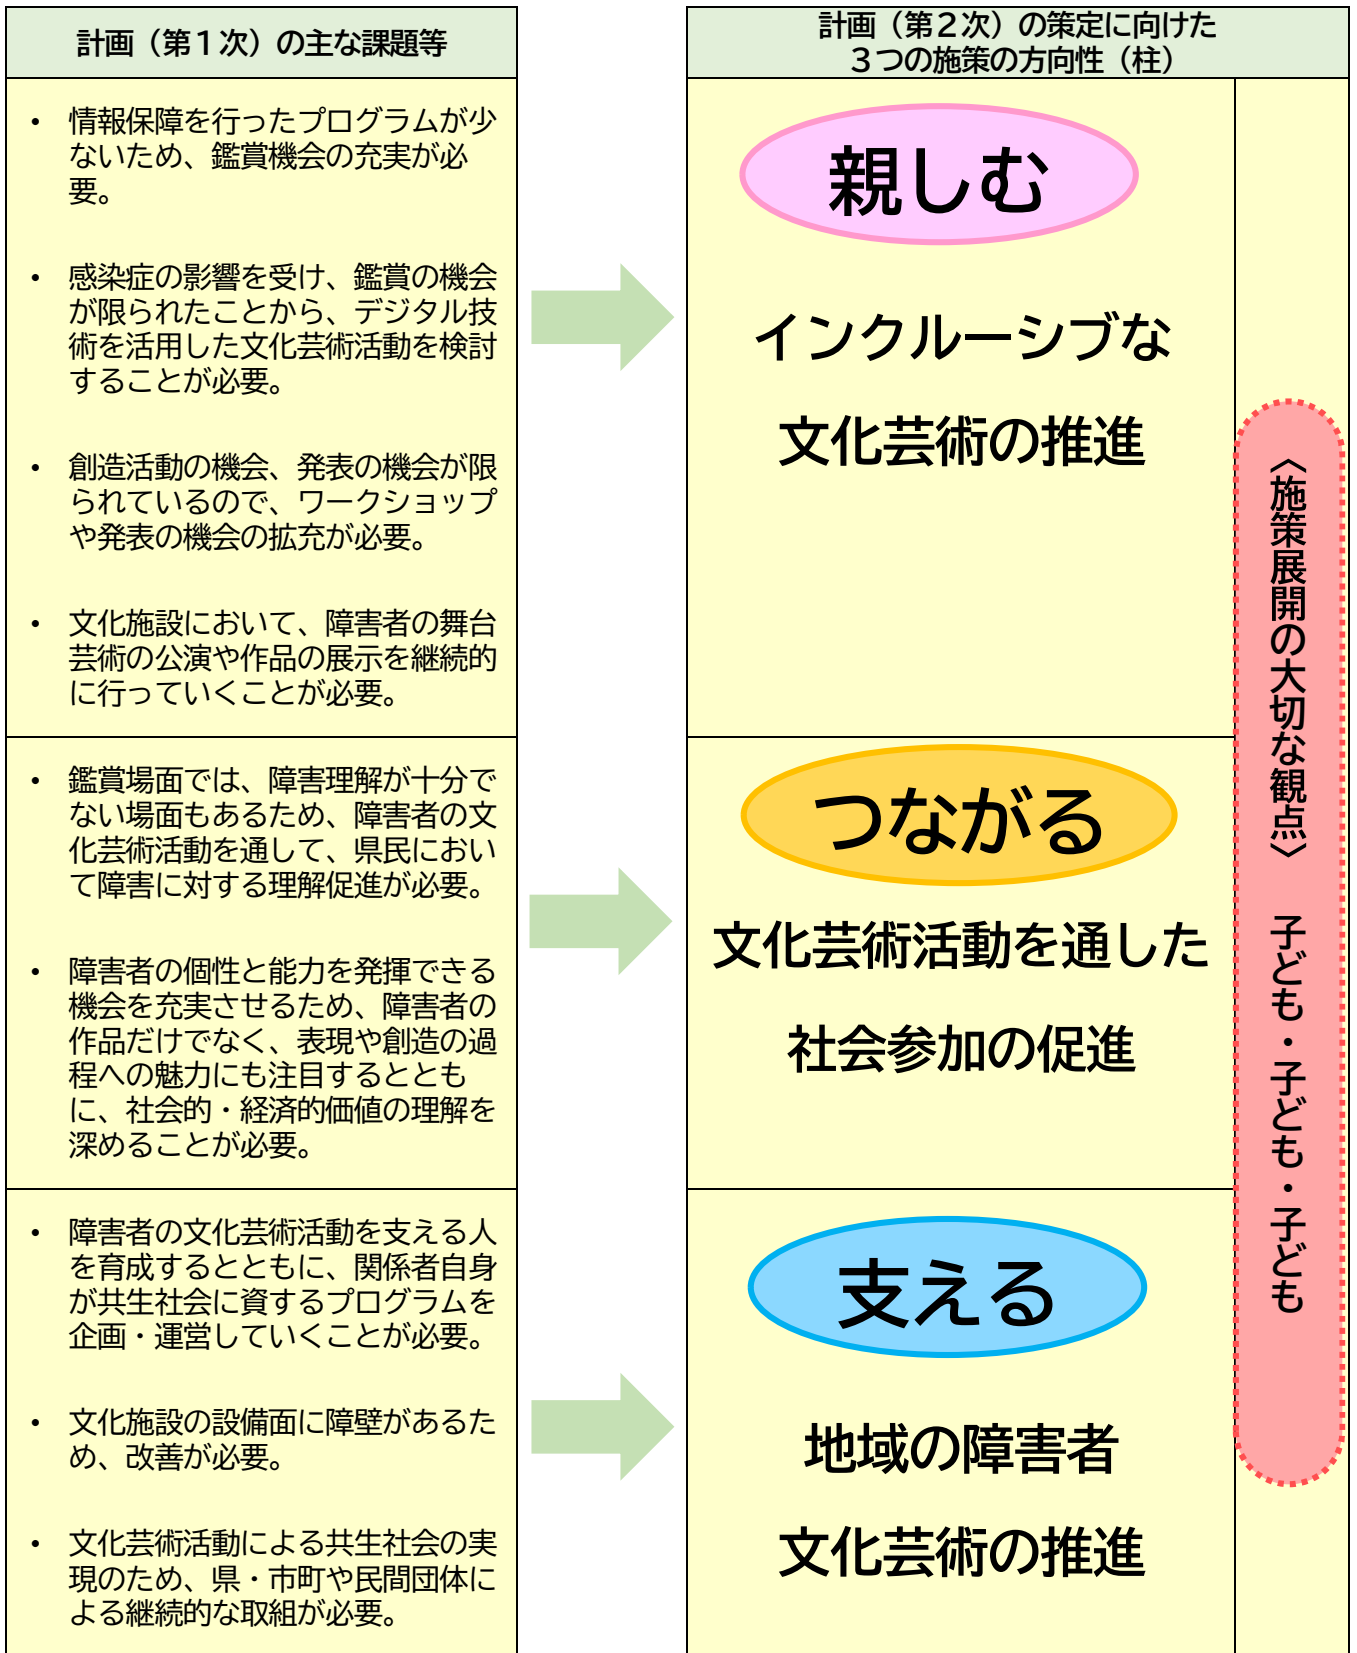 計画（第１次）の主な課題等
・ 情報保障を行ったプログラムが少
ないため、鑑賞機会の充実が必
要。
・ 感染症の影響を受け、鑑賞の機会
が限られたことから、デジタル技
術を活用した文化芸術活動を検討
することが必要。
・ 創造活動の機会、発表の機会が限
られているので、ワークショップ
や発表の機会の拡充が必要。
・ 文化施設において、障害者の舞台
芸術の公演や作品の展示を継続的
に行っていくことが必要。
・ 鑑賞場面では、障害理解が十分で
ない場面もあるため、障害者の文
化芸術活動を通して、県民におい
て障害に対する理解促進が必要。
・ 障害者の個性と能力を発揮できる
機会を充実させるため、障害者の
作品だけでなく、表現や創造の過
程への魅力にも注目するととも
に、社会的・経済的価値の理解を
深めることが必要。
・ 障害者の文化芸術活動を支える人
を育成するとともに、関係者自身
が共生社会に資するプログラムを
企画・運営していくことが必要。
・ 文化施設の設備面に障壁があるた
め、改善が必要。
・ 文化芸術活動による共生社会の実
現のため、県・市町や民間団体に
よる継続的な取組が必要。
計画（第２次）の策定に向けた
３つの施策の方向性（柱）
親しむ
インクルーシブな
文化芸術の推進
つながる
文化芸術活動を通した
社会参加の促進
支える
地域の障害者
文化芸術の推進
〈施策展開の大切な観点〉　子ども・子ども・子ども